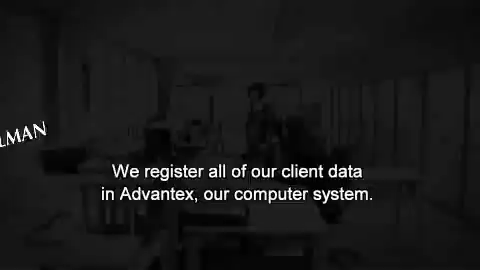 LMAN
We register all of our client data
in Advantex, our computer system.